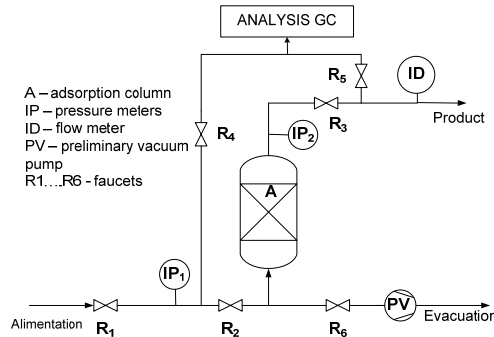 ANALYSIS GC
A – adsorption column
IP – pressure meters
ID – flow meter
PV – preliminary vacuum
pump
R1….R6 - faucets
R5
ID
R4
R3
Product
IP2
A
IP1
PV
Alimentation
R1
R2
R6
Evacuation